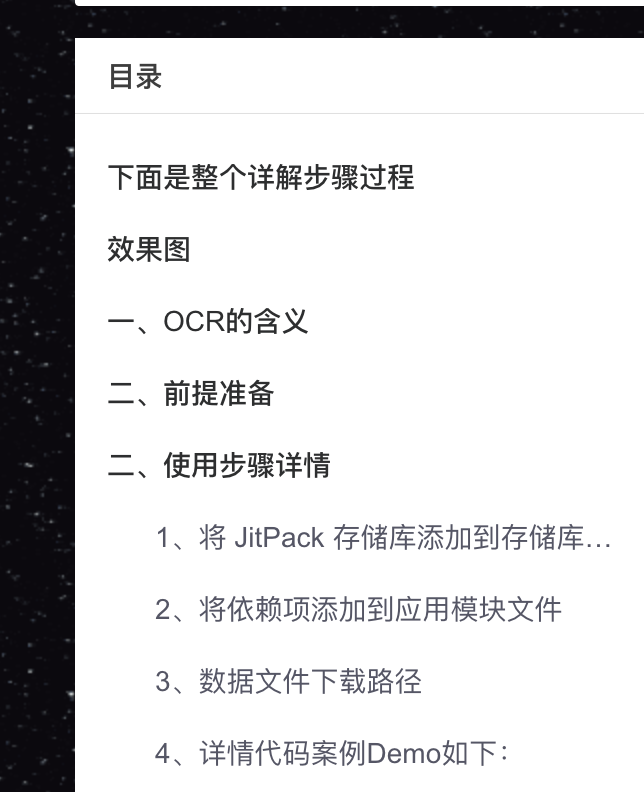 目录
下面是整个详解步骤过程
效果图
一、OCR的含义
二、前提准备
二、使用步骤详情
1、将 JitPack 存储库添加到存储库...
2、将依赖项添加到应用模块文件
3、数据文件下载路径
4、详情代码案例Demo如下：